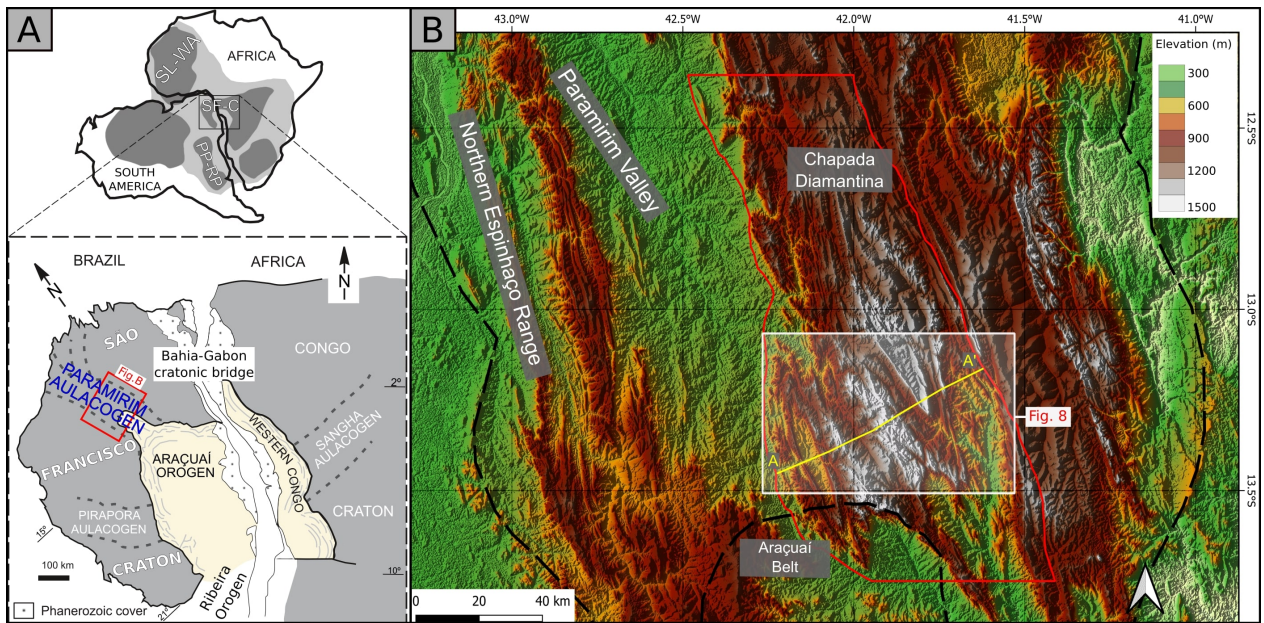 A
AFRICA
SL-WA
SF-C
PP-RP
SOUTH
AMERICA
BRAZIL
AFRICA
N
N
SÃO
Bahia-Gabon
cratonic bridge
CONGO
Fig.B
PARAMIRIM
AULACOGEN
2°
WESTERN CONGO
SANGHA
AULACOGEN
FRANCISCO
ARAÇUAÍ
OROGEN
PIRAPORA
AULACOGEN
CRATON
15°
CRATON
100 km
10°
Ribeira
Orogen
21°
Phanerozoic cover
B
43.0°W
42.5°W
42.0°W
41.5°W
41.0°W
Elevation (m)
300
600
900
1200
1500
12.5°S
13.0°S
13.5°S
Paramirim Valley
Northern Espinhaço Range
Chapada
Diamantina
A'
A
Fig. 8
Araçuaí
Belt
0 20 40 km